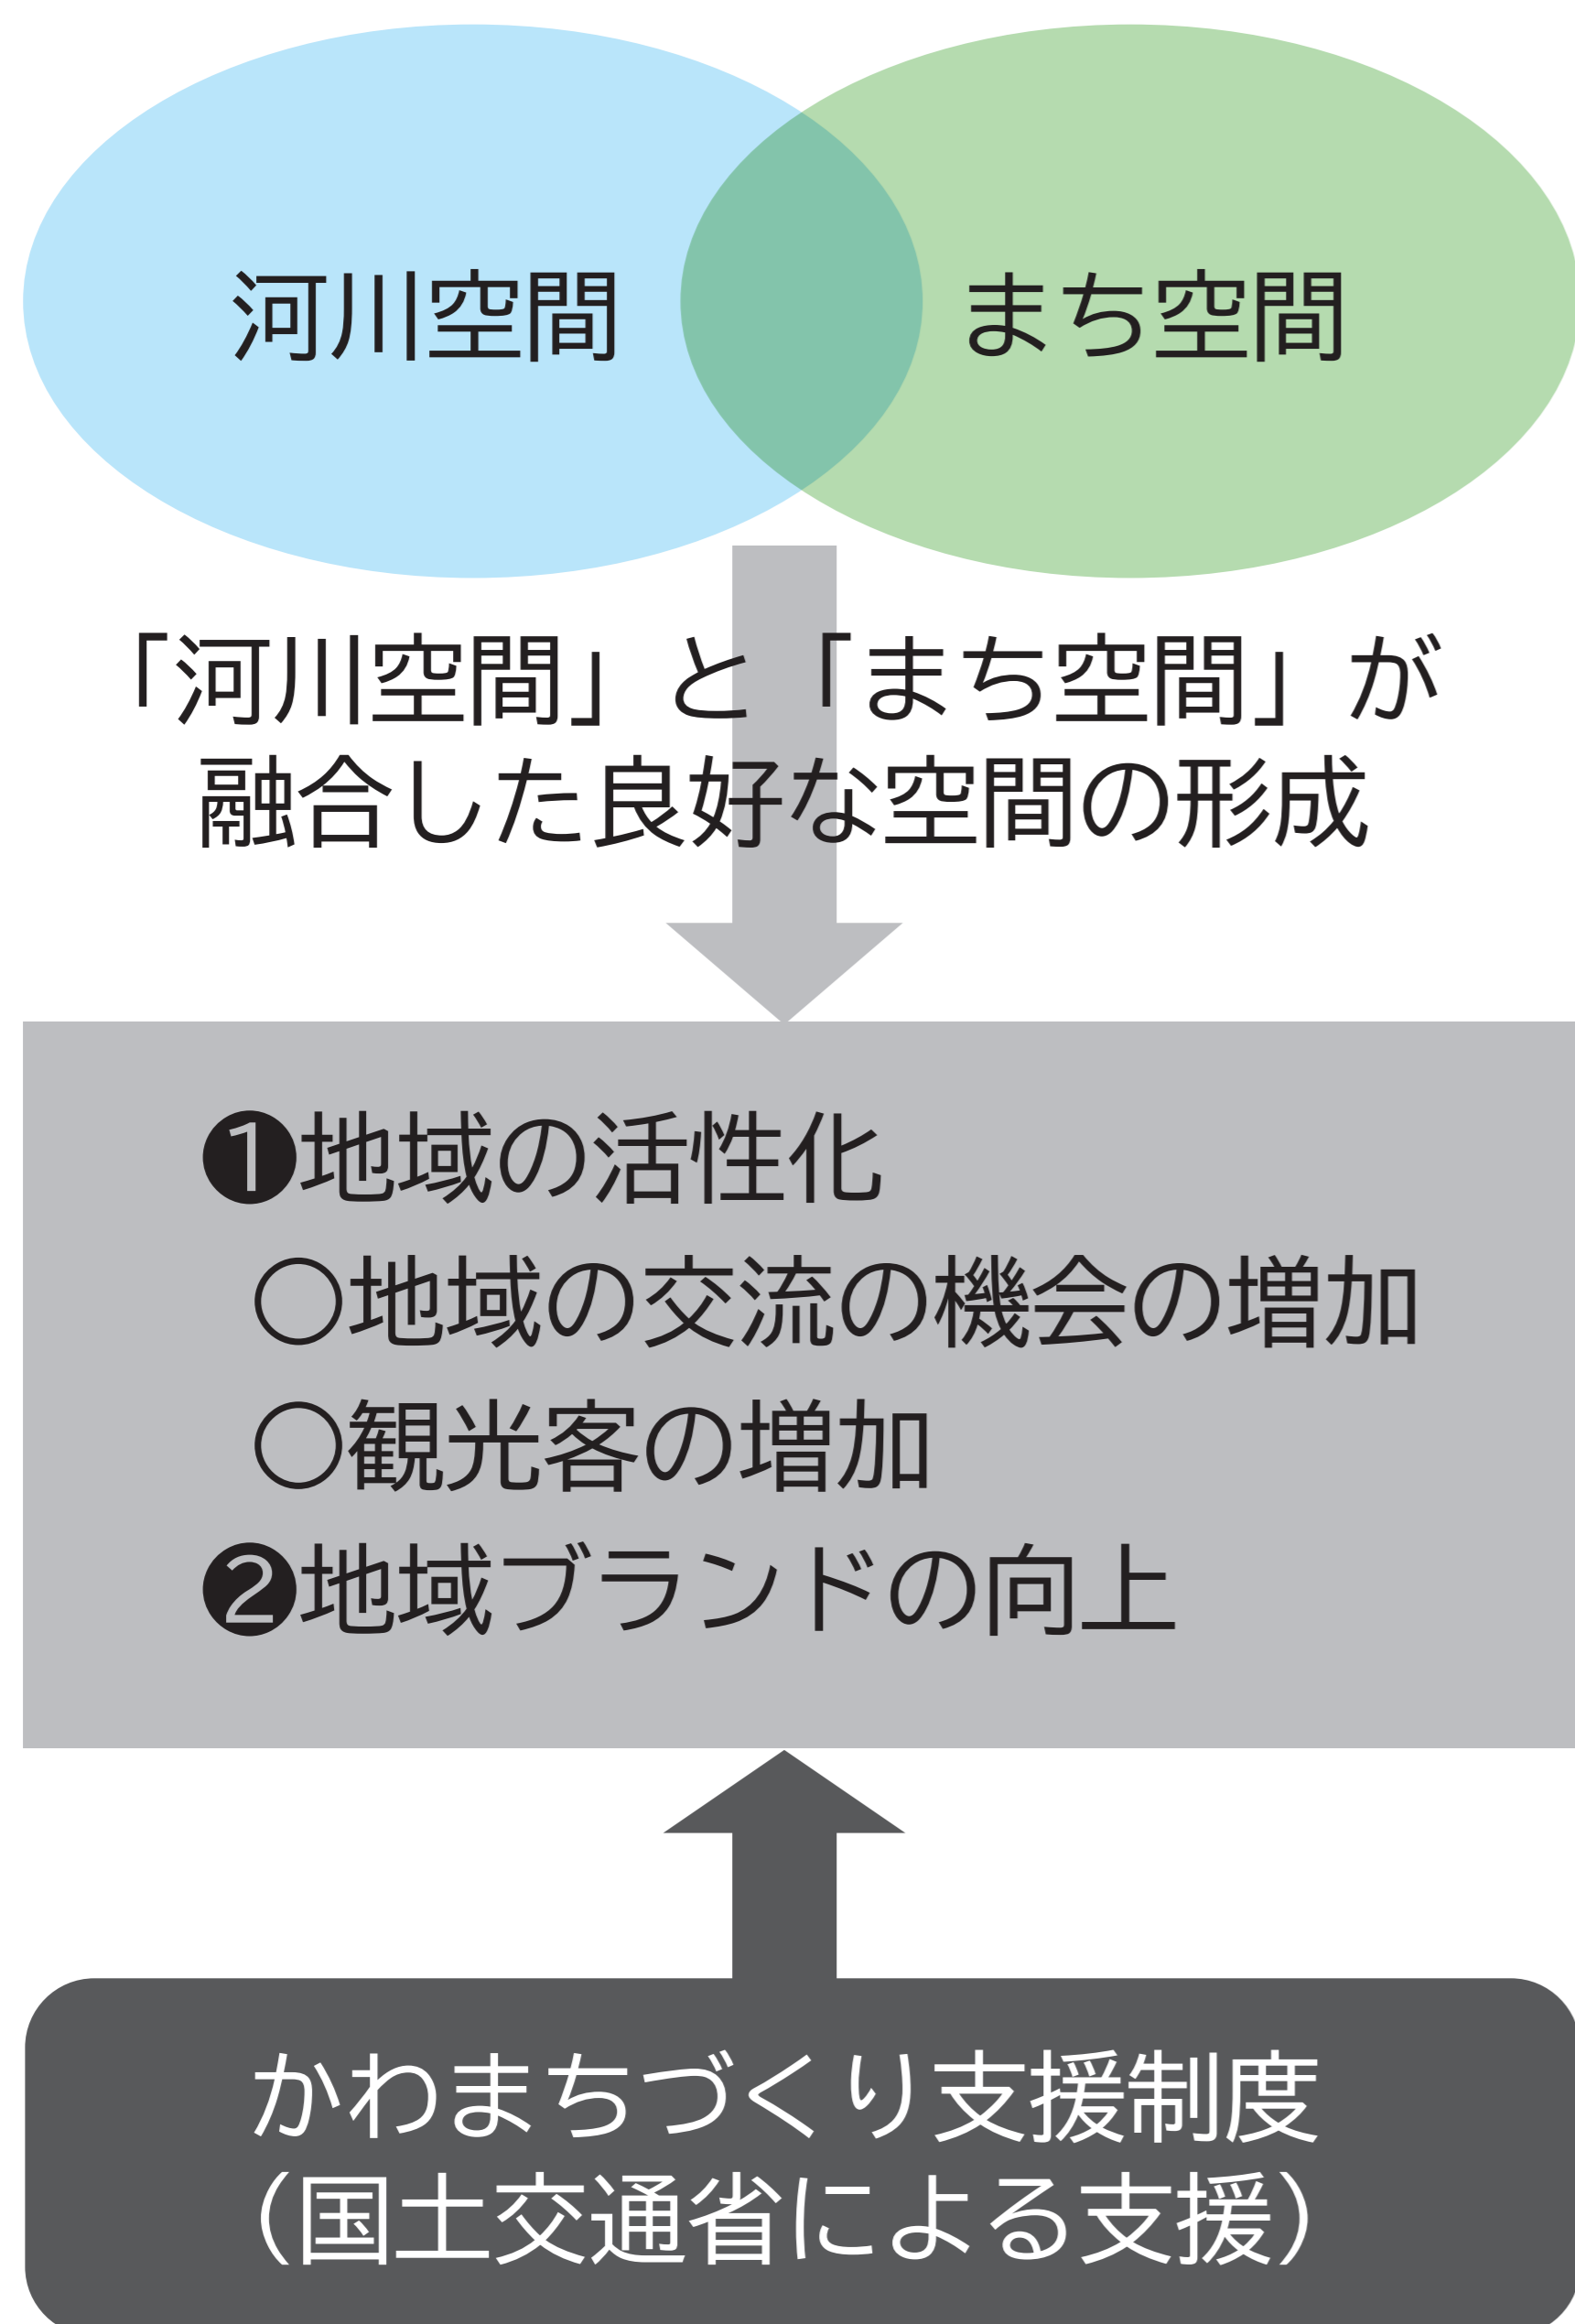 河川空間
まち空間
「河川空間」と「まち空間」が
融合した良好な空間の形成
❶地域の活性化
○地域の交流の機会の増加
○観光客の増加
❷地域ブランドの向上
かわまちづくり支援制度
（国土交通省による支援）